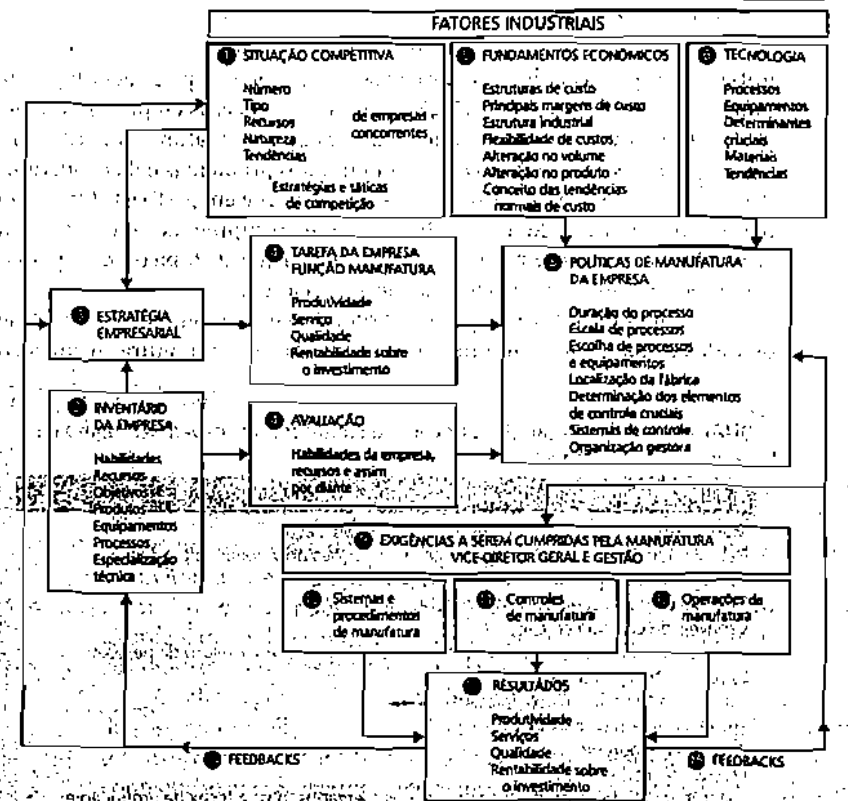 FATORES INDUSTRIAIS
1 SITUAÇÃO COMPETITIVA
Número
Tipo
Recursos
Natureza
Tendências
de empresas
concorrentes
Estratégias e táticas
de competição
FUNDAMENTOS ECONÔMICOS
Estruturas de custo
Principais margens de custo
Estrutura industrial
Flexibilidade de custos
Alteração no volume
Alteração no produto
Conceito das tendências
normais de custo
TECNOLOGIA
Processos
Equipamentos
Determinantes
cruciais
Materiais
Tendências
TAREFA DA EMPRESA
FUNÇÃO MANUFATURA
Produtividade
Serviço
Qualidade
Rentabilidade sobre
o investimento
POLÍTICAS DE MANUFATURA
DA EMPRESA
Duração do processo
Escala de processos
Escolha de processos
e equipamentos
Localização da fábrica
Determinação dos elementos
de controle cruciais
Sistemas de controle
Organização gestora
ESTRATÉGIA
EMPRESARIAL
INVENTÁRIO
DA EMPRESA
Habilidades
Recursos
Objetivos
Produtos
Equipamentos
Processos
Especialização
técnica
AVALIAÇÃO
Habilidades da empresa,
recursos e assim
por diante
EXIGÊNCIAS A SEREM CUMPRIDAS PELA MANUFATURA
VICE-DIRETOR GERAL E GESTÃO
Sistemas e
procedimentos
de manufatura
Controles
de manufatura
Operações de
manufatura
RESULTADOS
Produtividade
Serviços
Qualidade
Rentabilidade sobre
o investimento
FEEDBACKS
FEEDBACKS